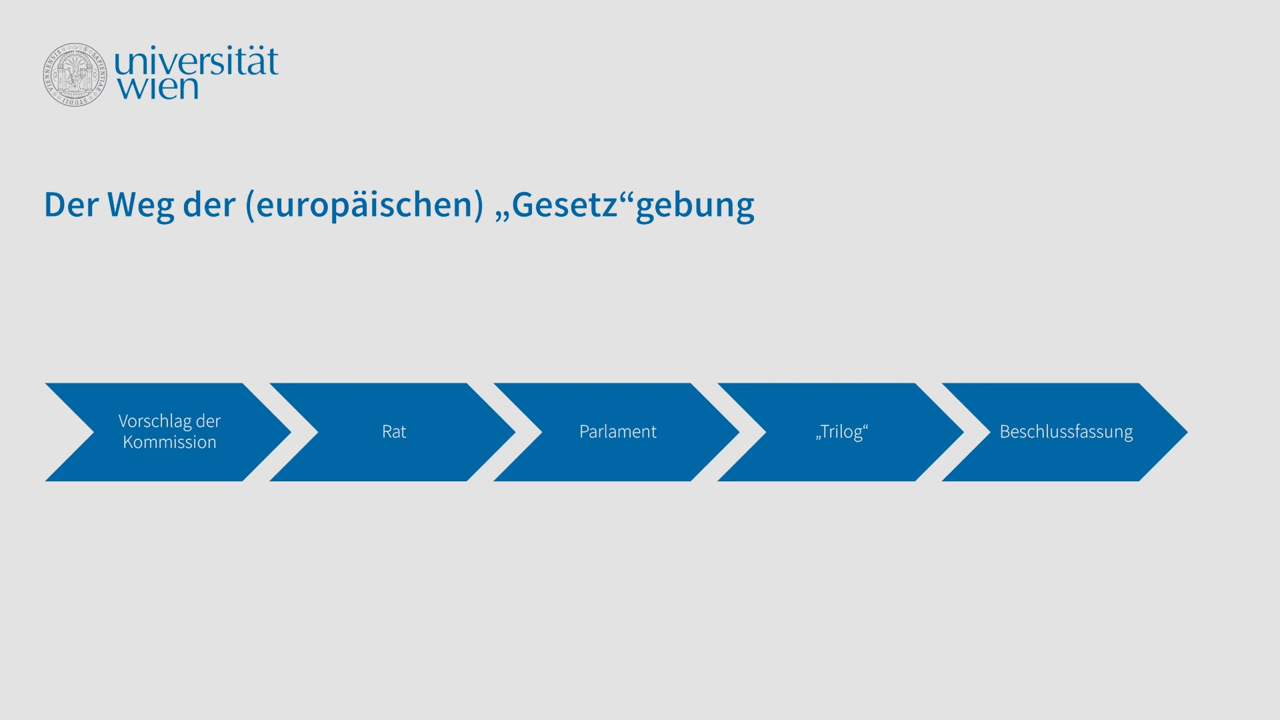 universität
wien
Der Weg der (europäischen) „Gesetz“gebung
Vorschlag der
Kommission
Rat
Parlament
„Trilog“
Beschlussfassung